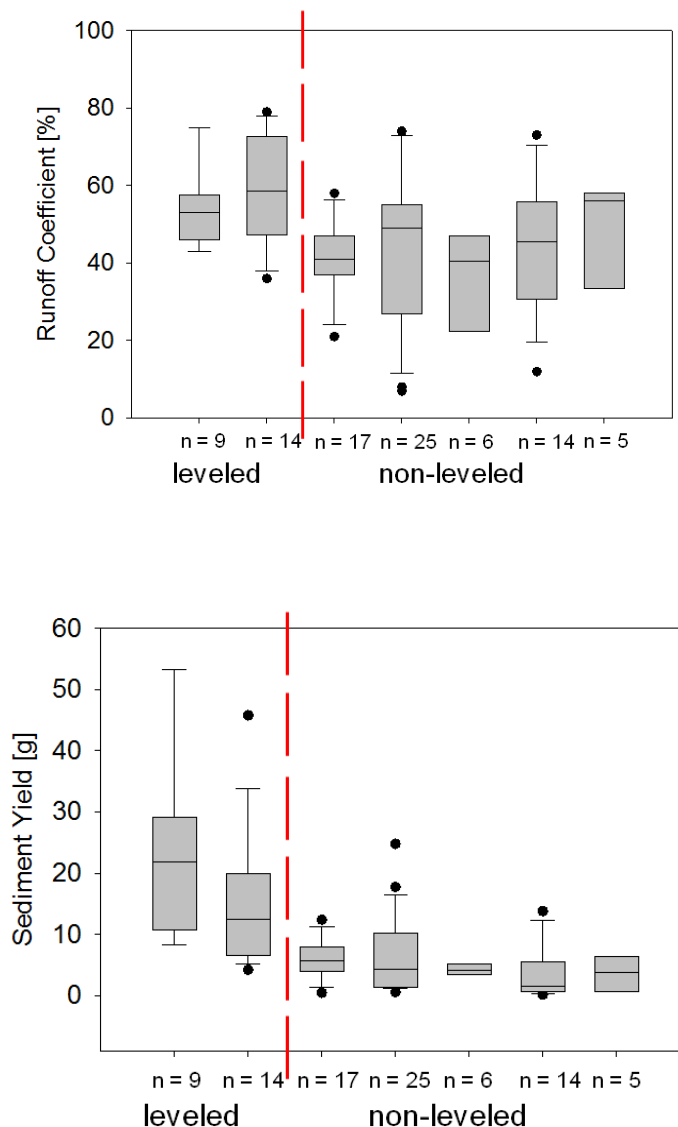 Runoff Coefficient [%]
100
80
60
40
20
0
n = 9 n = 14 n = 17 n = 25 n = 6 n = 14 n = 5
leveled non-leveled
Sediment Yield [g]
60
50
40
30
20
10
0
n = 9 n = 14 n = 17 n = 25 n = 6 n = 14 n = 5
leveled non-leveled